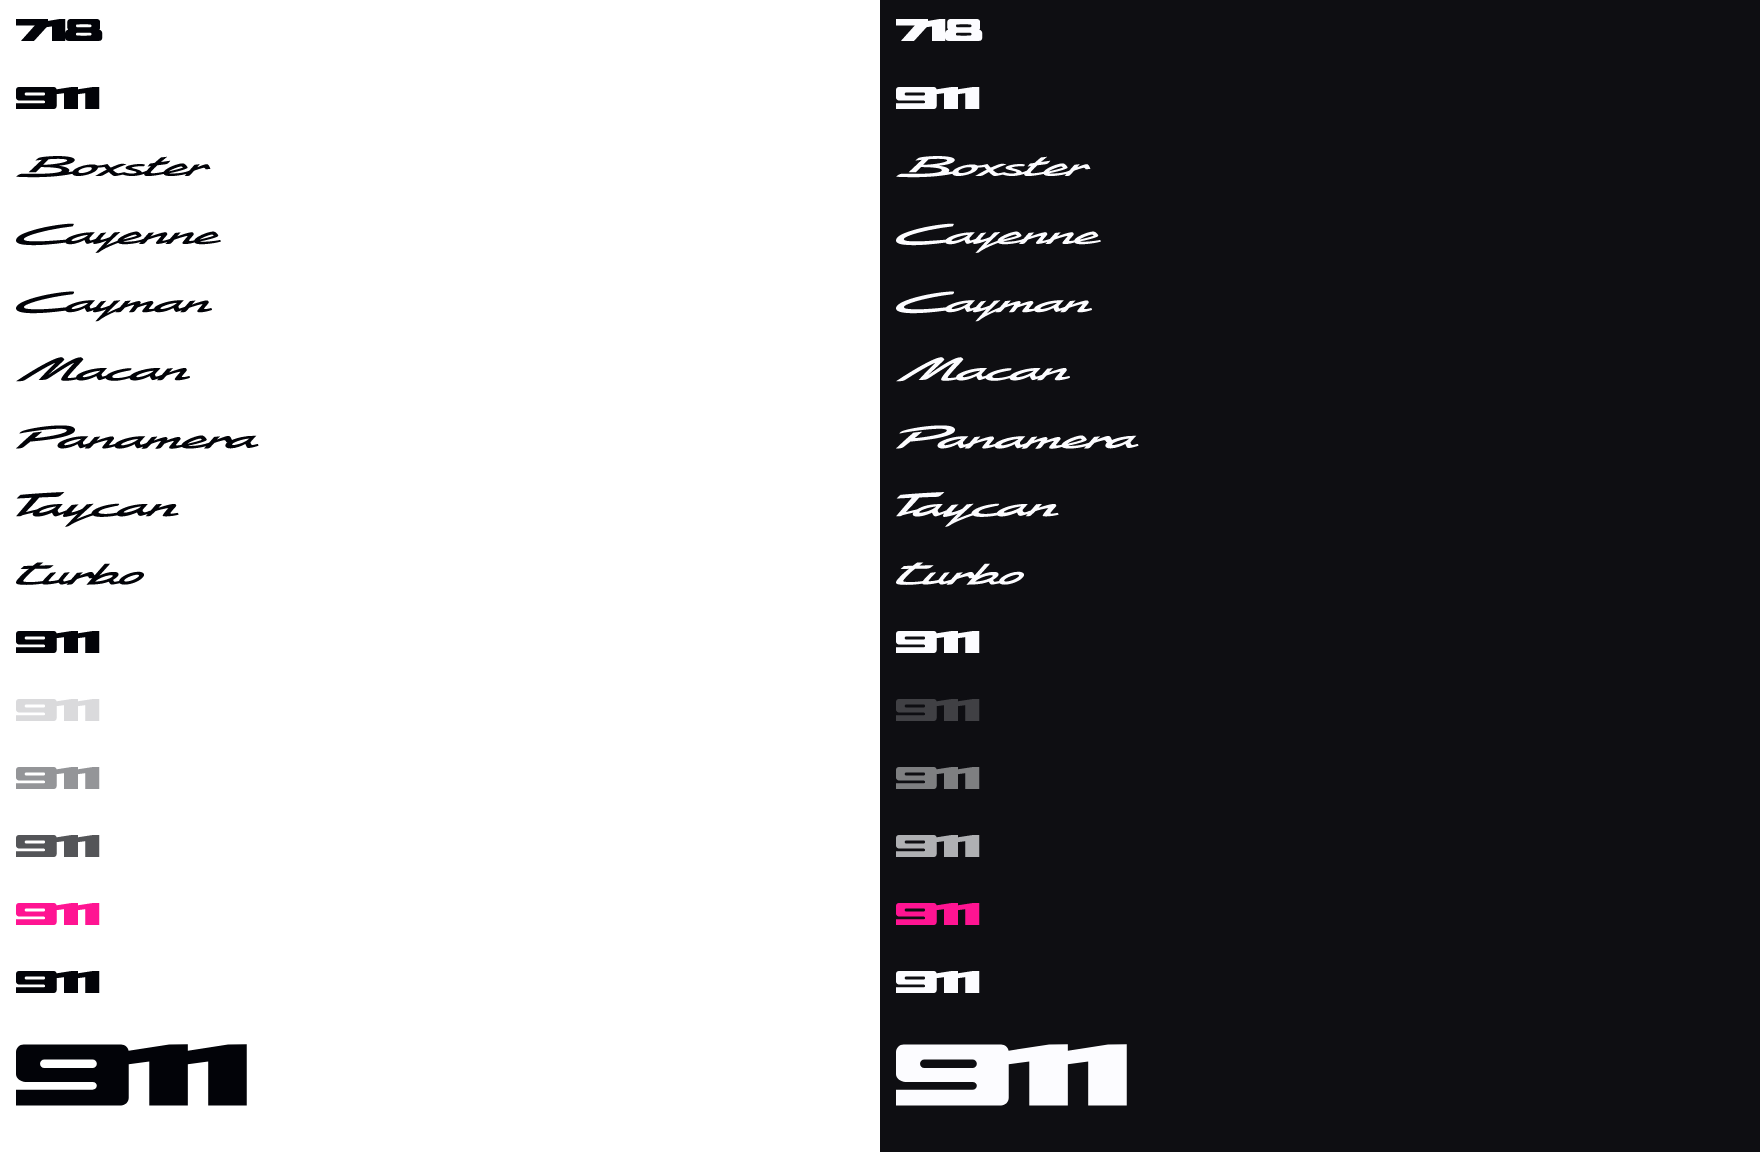 718 718
911 911
Boxster Boxster
Cayenne Cayenne
Cayman Cayman
Macan Macan
Panamera Panamera
Taycan Taycan
turbo turbo
911 911
911 911
911 911
911 911
911 911
911 911
911 911